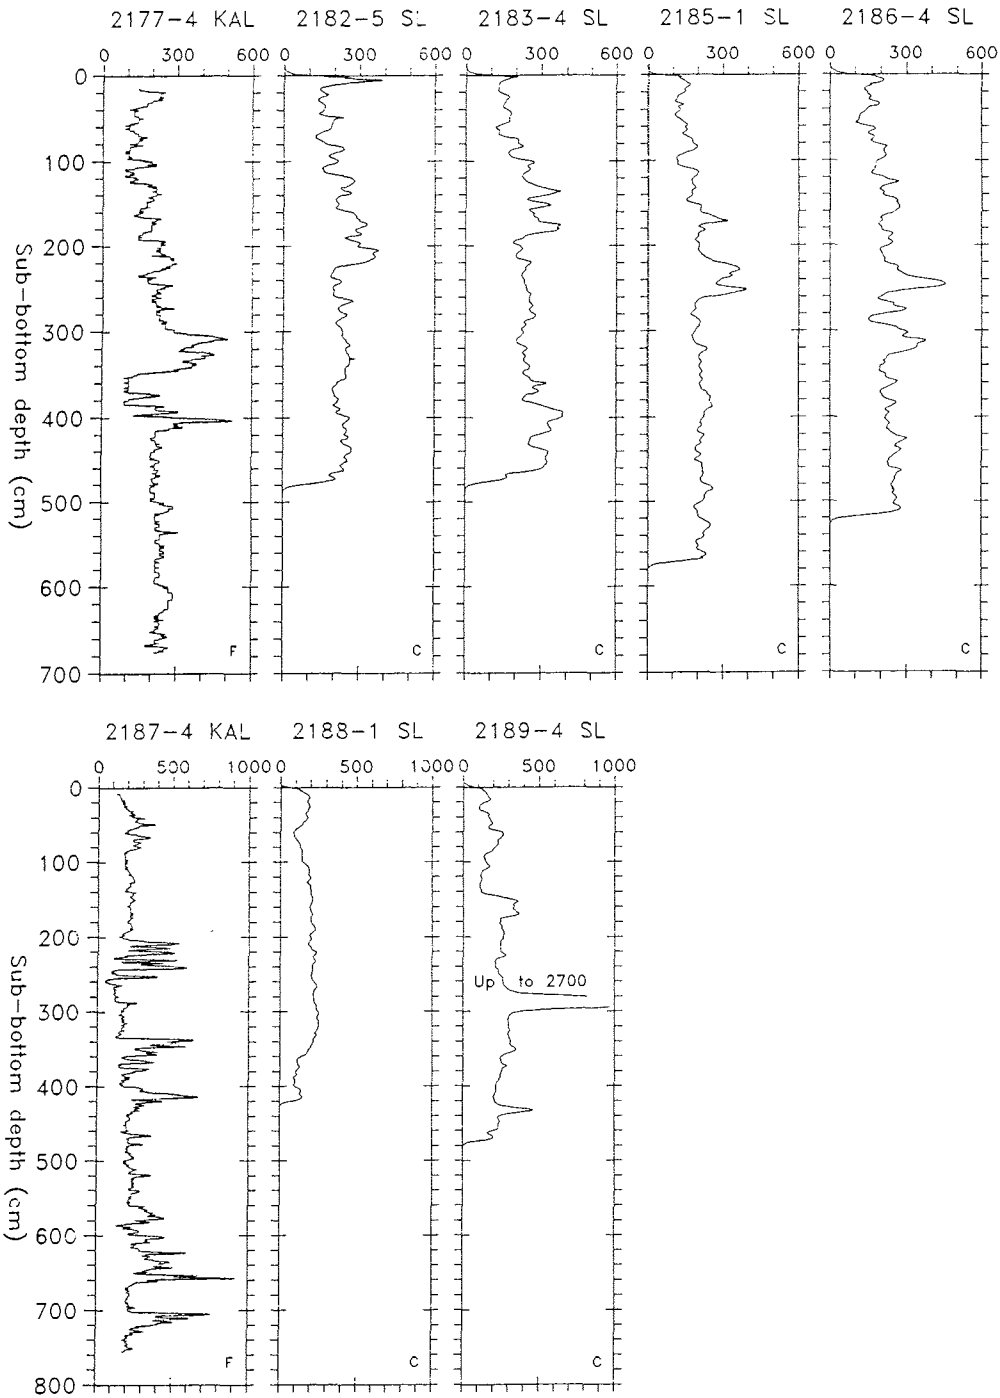 2177-4 KAL 2182-5 SL 2183-4 SL 2185-1 SL 2186-4 SL
0 300 600 0 300 600 0 300 600 0 300 600 0 300 600
0
100
200
300
400
500
600
700
Sub-bottom depth (cm)
F C C C C
2187-4 KAL 2188-1 SL 2189-4 SL
0 500 1000 0 500 1000 0 500 1000
0
100
200
300
400
500
600
700
800
Sub-bottom depth (cm)
Up to 2700
F C C